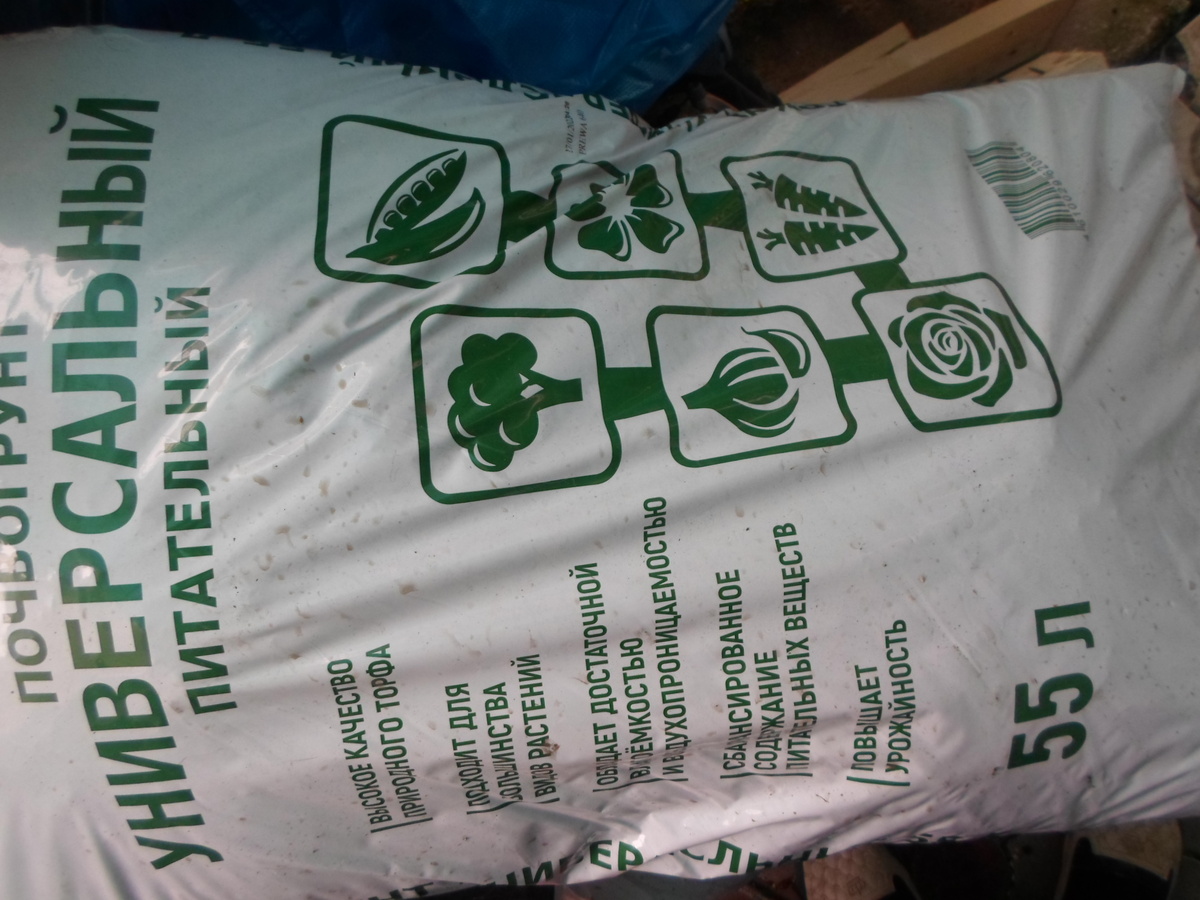 ПОЧВОГРУНТ
УНИВЕРСАЛЬНЫЙ
ПИТАТЕЛЬНЫЙ
ВЫСОКОЕ КАЧЕСТВО
ПРИРОДНОГО ТОРФА
ПОДХОДИТ ДЛЯ
БОЛЬШИНСТВА
ВИДОВ РАСТЕНИЙ
ОБЛАДАЕТ ДОСТАТОЧНОЙ
ВЛАГОЁМКОСТЬЮ
И ВОЗДУХОПРОНИЦАЕМОСТЬЮ
СБАЛАНСИРОВАННОЕ
СОДЕРЖАНИЕ
ПИТАТЕЛЬНЫХ ВЕЩЕСТВ
ПОВЫШАЕТ
УРОЖАЙНОСТЬ
55 Л